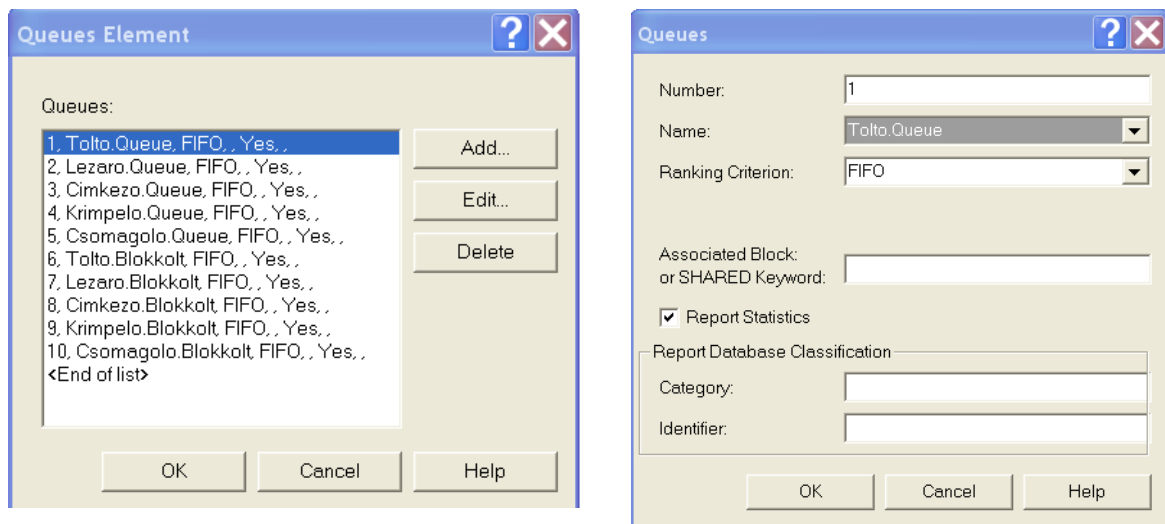 Queues Element
Queues:
1, Tolto.Queue, FIFO, , Yes, ,
2, Lezaro.Queue, FIFO, , Yes, ,
3, Cimkezo.Queue, FIFO, , Yes, ,
4, Krimpelo.Queue, FIFO, , Yes, ,
5, Csomagolo.Queue, FIFO, , Yes, ,
6, Tolto.Blokkolt, FIFO, , Yes, ,
7, Lezaro.Blokkolt, FIFO, , Yes, ,
8, Cimkezo.Blokkolt, FIFO, , Yes, ,
9, Krimpelo.Blokkolt, FIFO, , Yes, ,
10, Csomagolo.Blokkolt, FIFO, , Yes, ,
<End of list>
Add...
Edit...
Delete
OK Cancel Help
Queues
Number: 1
Name: Tolto.Queue
Ranking Criterion: FIFO
Associated Block:
or SHARED Keyword:
Report Statistics
Report Database Classification
Category:
Identifier:
OK Cancel Help